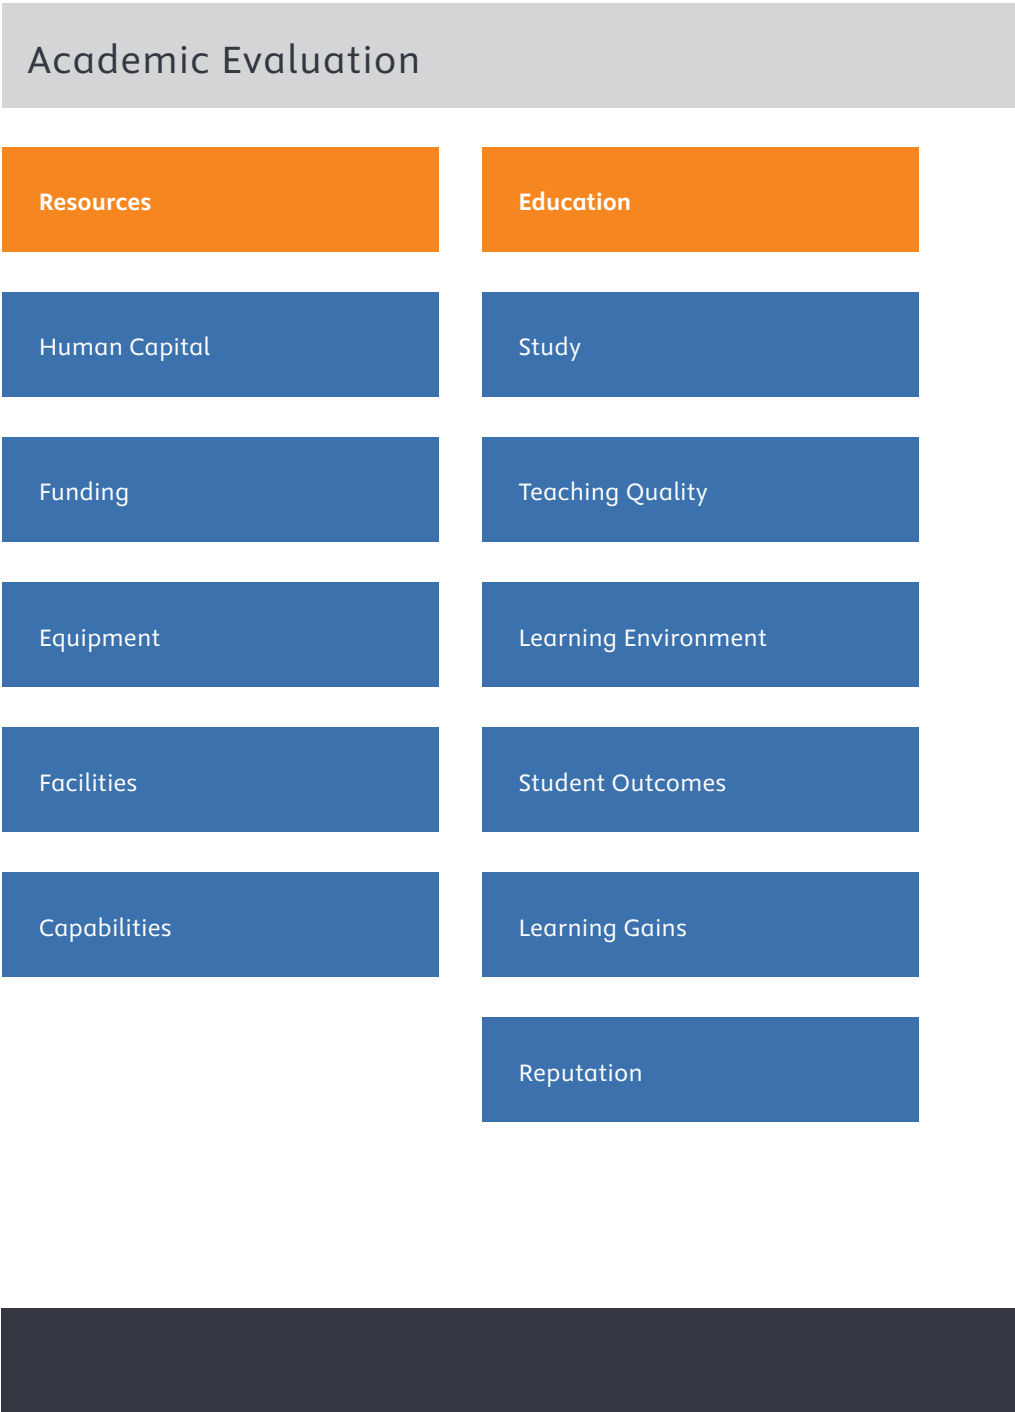 Academic Evaluation
Resources
Human Capital
Funding
Equipment
Facilities
Capabilities
Education
Study
Teaching Quality
Learning Environment
Student Outcomes
Learning Gains
Reputation